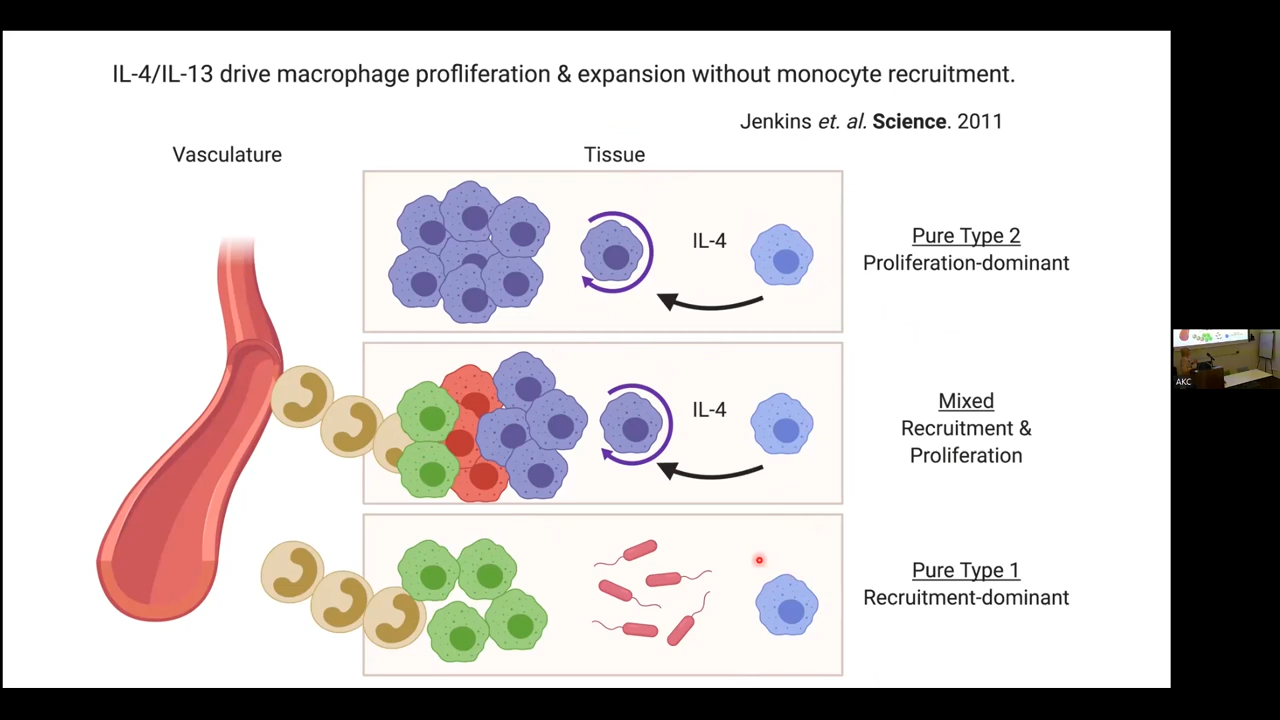 IL-4/IL-13 drive macrophage profliferation & expansion without monocyte recruitment.
Jenkins et. al. Science. 2011
Vasculature
Tissue
IL-4
Pure Type 2
Proliferation-dominant
IL-4
Mixed
Recruitment &
Proliferation
Pure Type 1
Recruitment-dominant
AKC